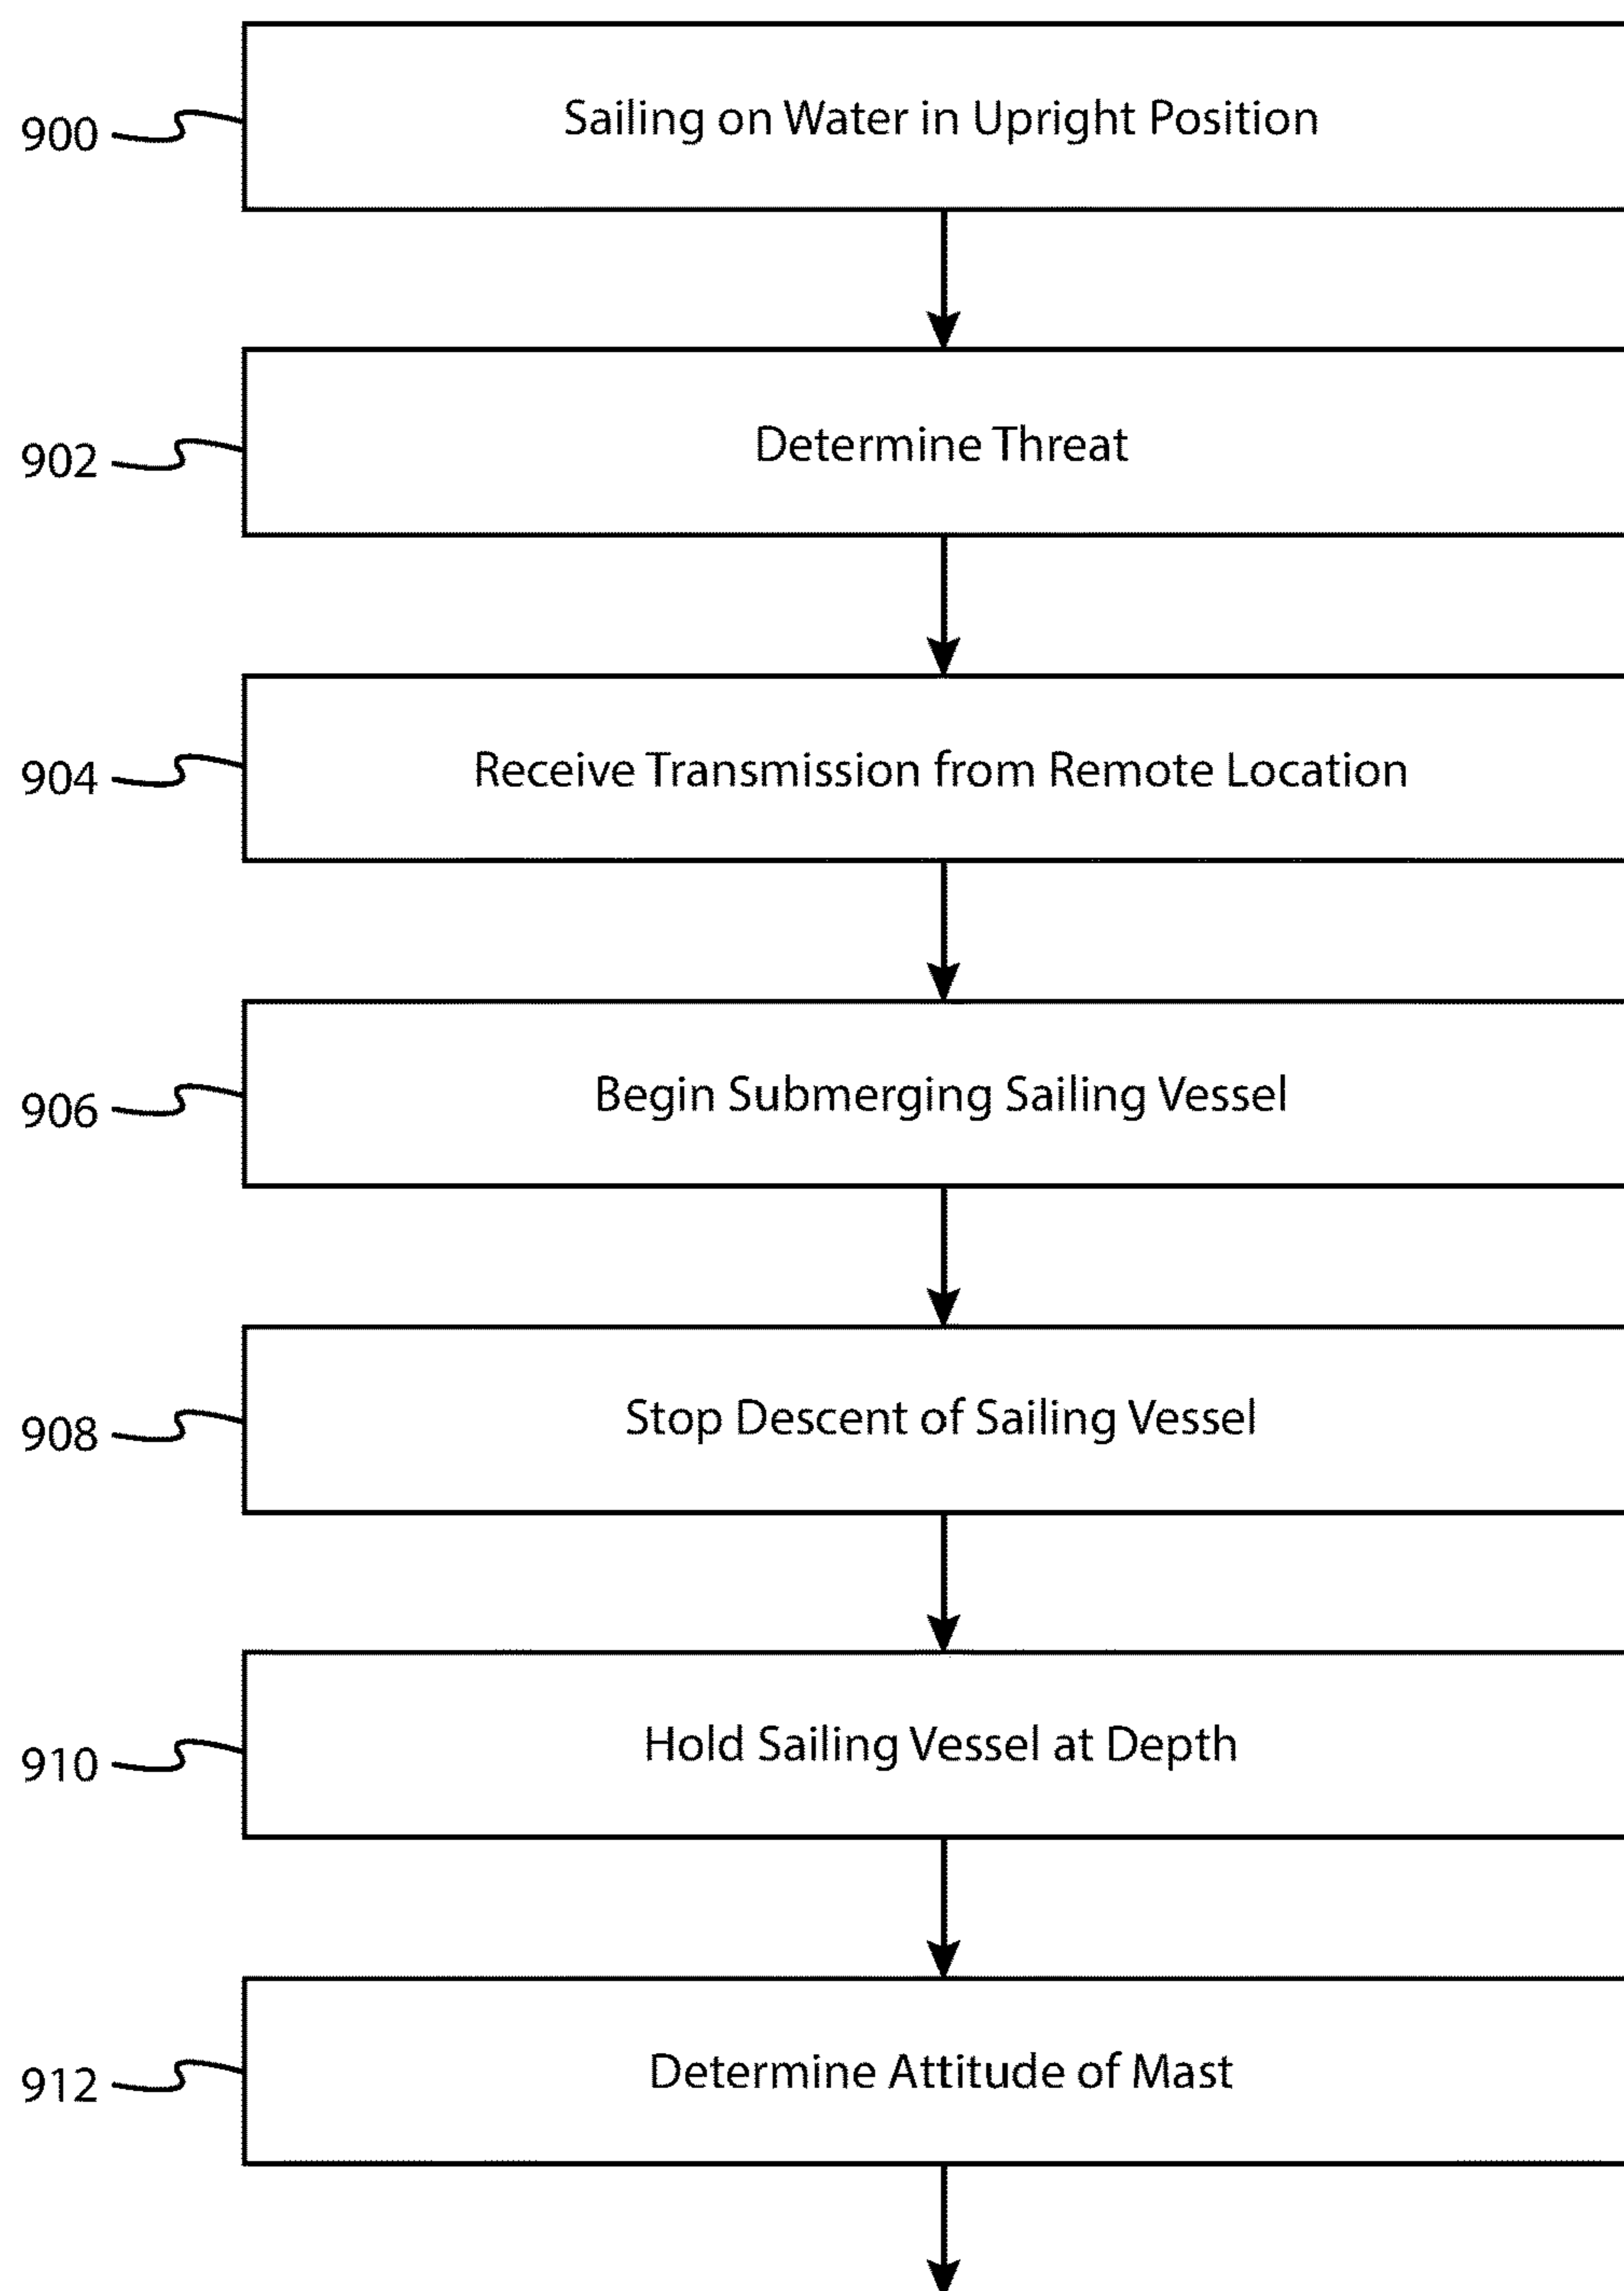 900 Sailing on Water in Upright Position
902 Determine Threat
904 Receive Transmission from Remote Location
906 Begin Submerging Sailing Vessel
908 Stop Descent of Sailing Vessel
910 Hold Sailing Vessel at Depth
912 Determine Attitude of Mast